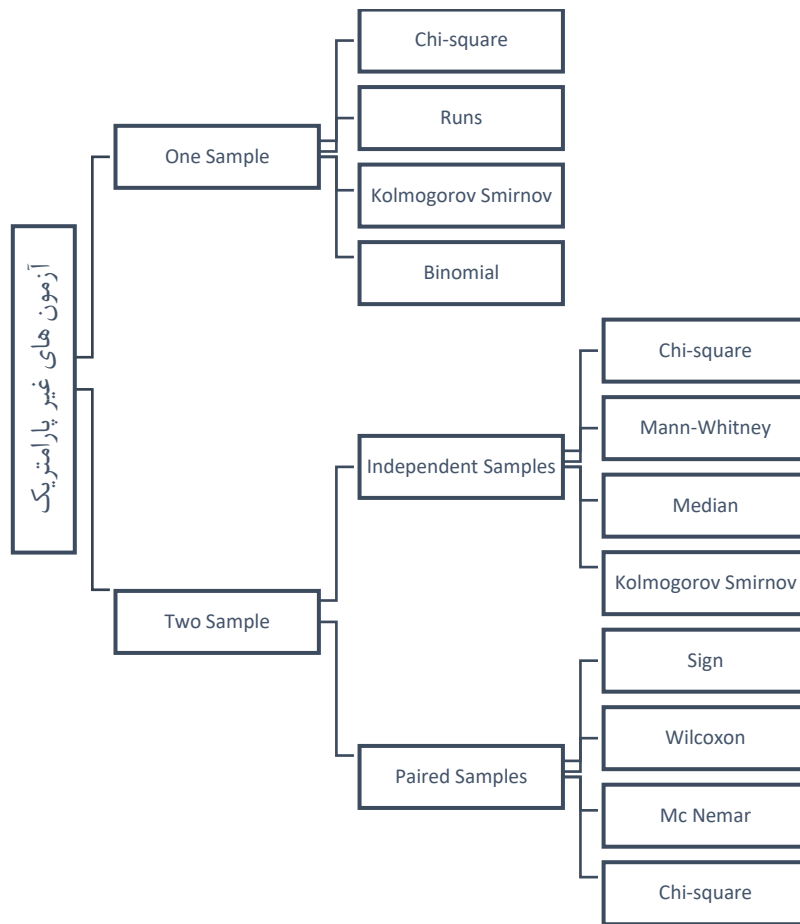 آزمون های غیر پارامتریک
One Sample
Chi-square
Runs
Kolmogorov Smirnov
Binomial
Two Sample
Independent Samples
Chi-square
Mann-Whitney
Median
Kolmogorov Smirnov
Paired Samples
Sign
Wilcoxon
Mc Nemar
Chi-square